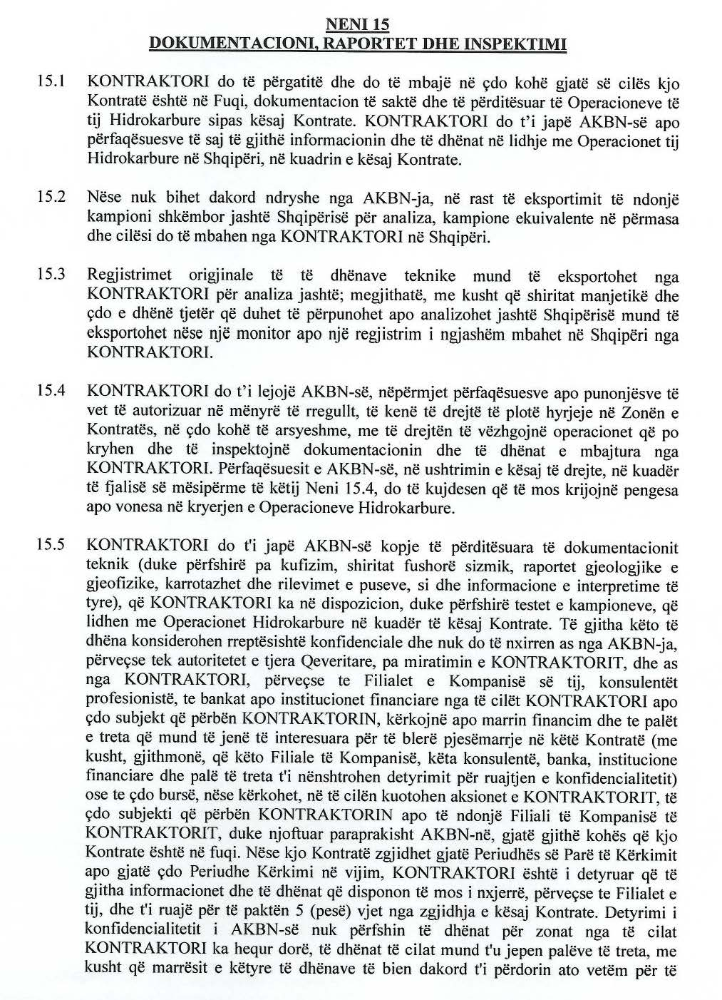 NENI 15
DOKUMENTACIONI, RAPORTET DHE INSPEKTIMI
15.1 KONTRAKTORI do të përgatitë dhe do të mbajë në çdo kohë gjatë së cilës kjo
Kontratë është në Fuqi, dokumentacion të saktë dhe të përditësuar të Operacioneve të
tij Hidrokarbure sipas kësaj Kontrate. KONTRAKTORI do t’i japë AKBN-së apo
përfaqësuesve të saj të gjithë informacionin dhe të dhënat në lidhje me Operacionet tij
Hidrokarbure në Shqipëri, në kuadrin e kësaj Kontrate.
15.2 Nëse nuk bihet dakord ndryshe nga AKBN-ja, në rast të eksportimit të ndonjë
kampioni shkëmbor jashtë Shqipërisë për analiza, kampione ekuivalente në përmasa
dhe cilësi do të mbahen nga KONTRAKTORI në Shqipëri.
15.3 Regjistrimet origjinale të të dhënave teknike mund të eksportohet nga
KONTRAKTORI për analiza jashtë; megjithatë, me kusht që shiritat manjetikë dhe
çdo e dhënë tjetër që duhet të përpunohet apo analizohet jashtë Shqipërisë mund të
eksportohet nëse një monitor apo një regjistrim i ngjashëm mbahet në Shqipëri nga
KONTRAKTORI.
15.4 KONTRAKTORI do t’i lejojë AKBN-së, nëpërmjet përfaqësuesve apo punonjësve të
vet të autorizuar në mënyrë të rregullt, të kenë të drejtë të plotë hyrjeje në Zonën e
Kontratës, në çdo kohë të arsyeshme, me të drejtën të vëzhgojnë operacionet që po
kryhen dhe të inspektojnë dokumentacionin dhe të dhënat e mbajtura nga
KONTRAKTORI. Përfaqësuesit e AKBN-së, në ushtrimin e kësaj të drejte, në kuadër
të fjalisë së mësipërme të këtij Neni 15.4, do të kujdesen që të mos krijojnë pengesa
apo vonesa në kryerjen e Operacioneve Hidrokarbure.
15.5 KONTRAKTORI do t'i japë AKBN-së kopje të përditësuara të dokumentacionit
teknik (duke përfshirë pa kufizim, shiritat fushorë sizmik, raportet gjeologjike e
gjeofizike, karrotazhet dhe rilevimet e puseve, si dhe informacione e interpretime të
tyre), që KONTRAKTORI ka në dispozicion, duke përfshirë testet e kampioneve, që
lidhen me Operacionet Hidrokarbure në kuadër të kësaj Kontrate. Të gjitha këto të
dhëna konsiderohen rreptësishtë konfidenciale dhe nuk do të nxirren as nga AKBN-ja,
përveçse tek autoritetet e tjera Qeveritare, pa miratimin e KONTRAKTORIT, dhe as
nga KONTRAKTORI, përveçse te Filialet e Kompanisë së tij, konsulentët
profesionistë, te bankat apo institucionet financiare nga të cilët KONTRAKTORI apo
çdo subjekt që përbën KONTRAKTORIN, kërkojnë apo marrin financim dhe te palët
e treta që mund të jenë të interesuara për të blerë pjesëmarrje në këtë Kontratë (me
kusht, gjithmonë, që këto Filiale të Kompanisë, këta konsulentë, banka, institucione
financiare dhe palë të treta t'i nënshtrohen detyrimit për ruajtjen e konfidencialitetit)
ose te çdo bursë, nëse kërkohet, në të cilën kuotohen aksionet e KONTRAKTORIT, të
çdo subjekti që përbën KONTRAKTORIN apo të ndonjë Filiali të Kompanisë të
KONTRAKTORIT, duke njoftuar paraprakisht AKBN-në, gjatë gjithë kohës që kjo
Kontrate është në fuqi. Nëse kjo Kontratë zgjidhet gjatë Periudhës së Parë të Kërkimit
apo gjatë çdo Periudhe Kërkimi në vijim, KONTRAKTORI është i detyruar që të
gjitha informacionet dhe të dhënat që disponon të mos i nxjerrë, përveçse te Filialet e
tij, dhe t'i ruajë për të paktën 5 (pesë) vjet nga zgjidhja e kësaj Kontrate. Detyrimi i
konfidencialitetit i AKBN-së nuk përfshin të dhënat për zonat nga të cilat
KONTRAKTORI ka hequr dorë, të dhënat të cilat mund t'u jepen palëve të treta, me
kusht që marrësit e këtyre të dhënave të bien dakord t'i përdorin ato vetëm për të